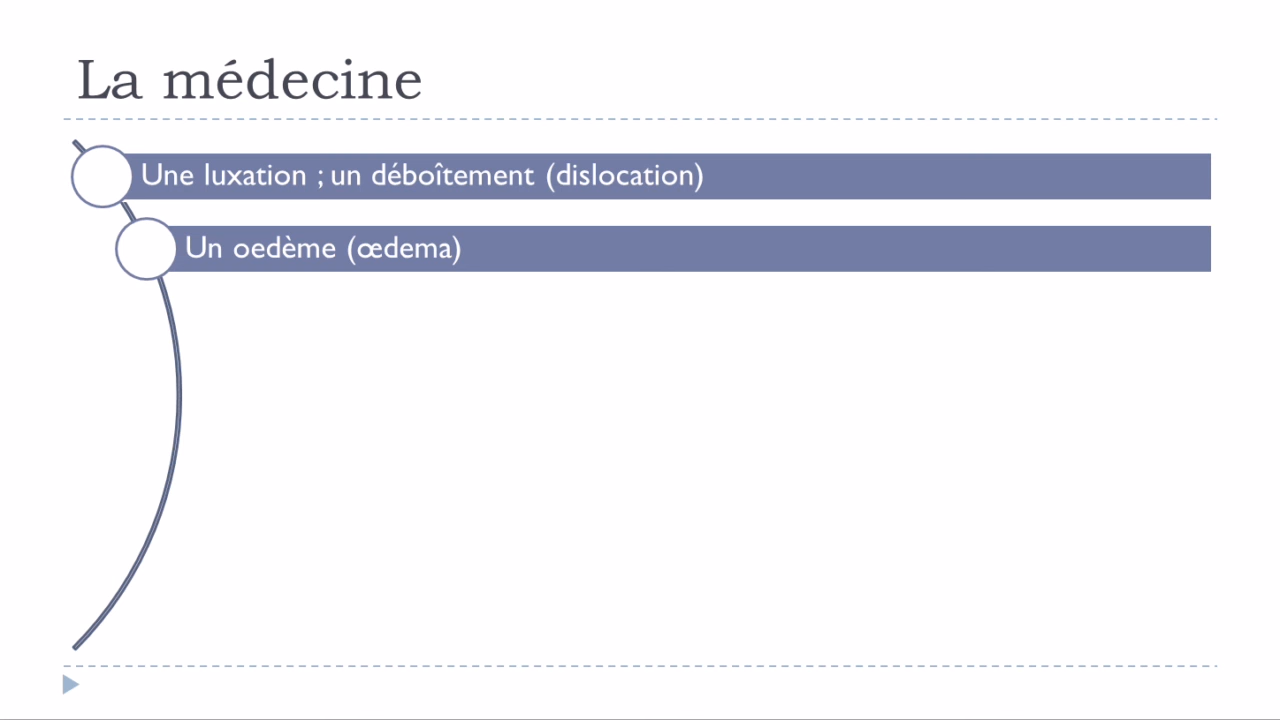 La médecine
Une luxation ; un déboîtement (dislocation)
Un oedème (œdema)